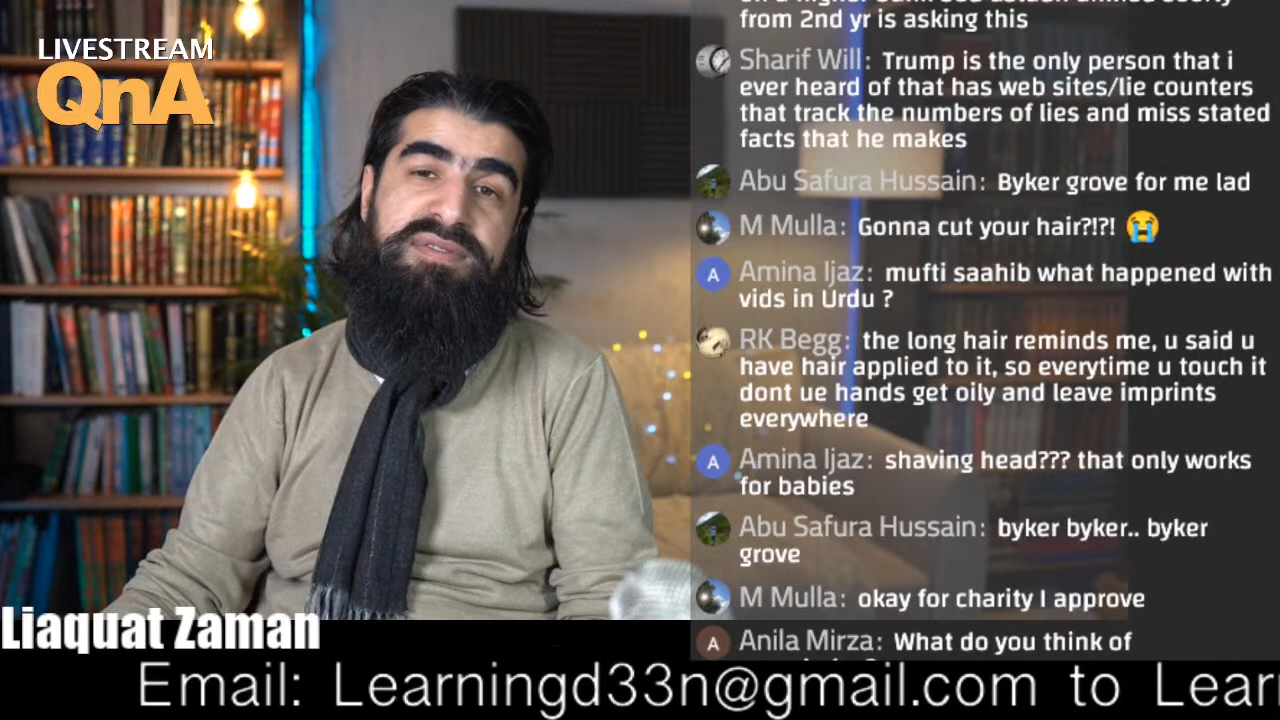 LIVESTREAM
QnA
from 2nd yr is asking this
Sharif Will: Trump is the only person that i
ever heard of that has web sites/lie counters
that track the numbers of lies and miss stated
facts that he makes
Abu Safura Hussain: Byker grove for me lad
M Mulla: Gonna cut your hair?!?! 😭
A Amina Ijaz: mufti saahib what happened with
vids in Urdu ?
RK Begg: the long hair reminds me, u said u
have hair applied to it, so everytime u touch it
dont ue hands get oily and leave imprints
everywhere
A Amina Ijaz: shaving head??? that only works
for babies
Abu Safura Hussain: byker byker.. byker
grove
M Mulla: okay for charity I approve
A Anila Mirza: What do you think of
Liaquat Zaman
Email: Learningd33n@gmail.com to Lear